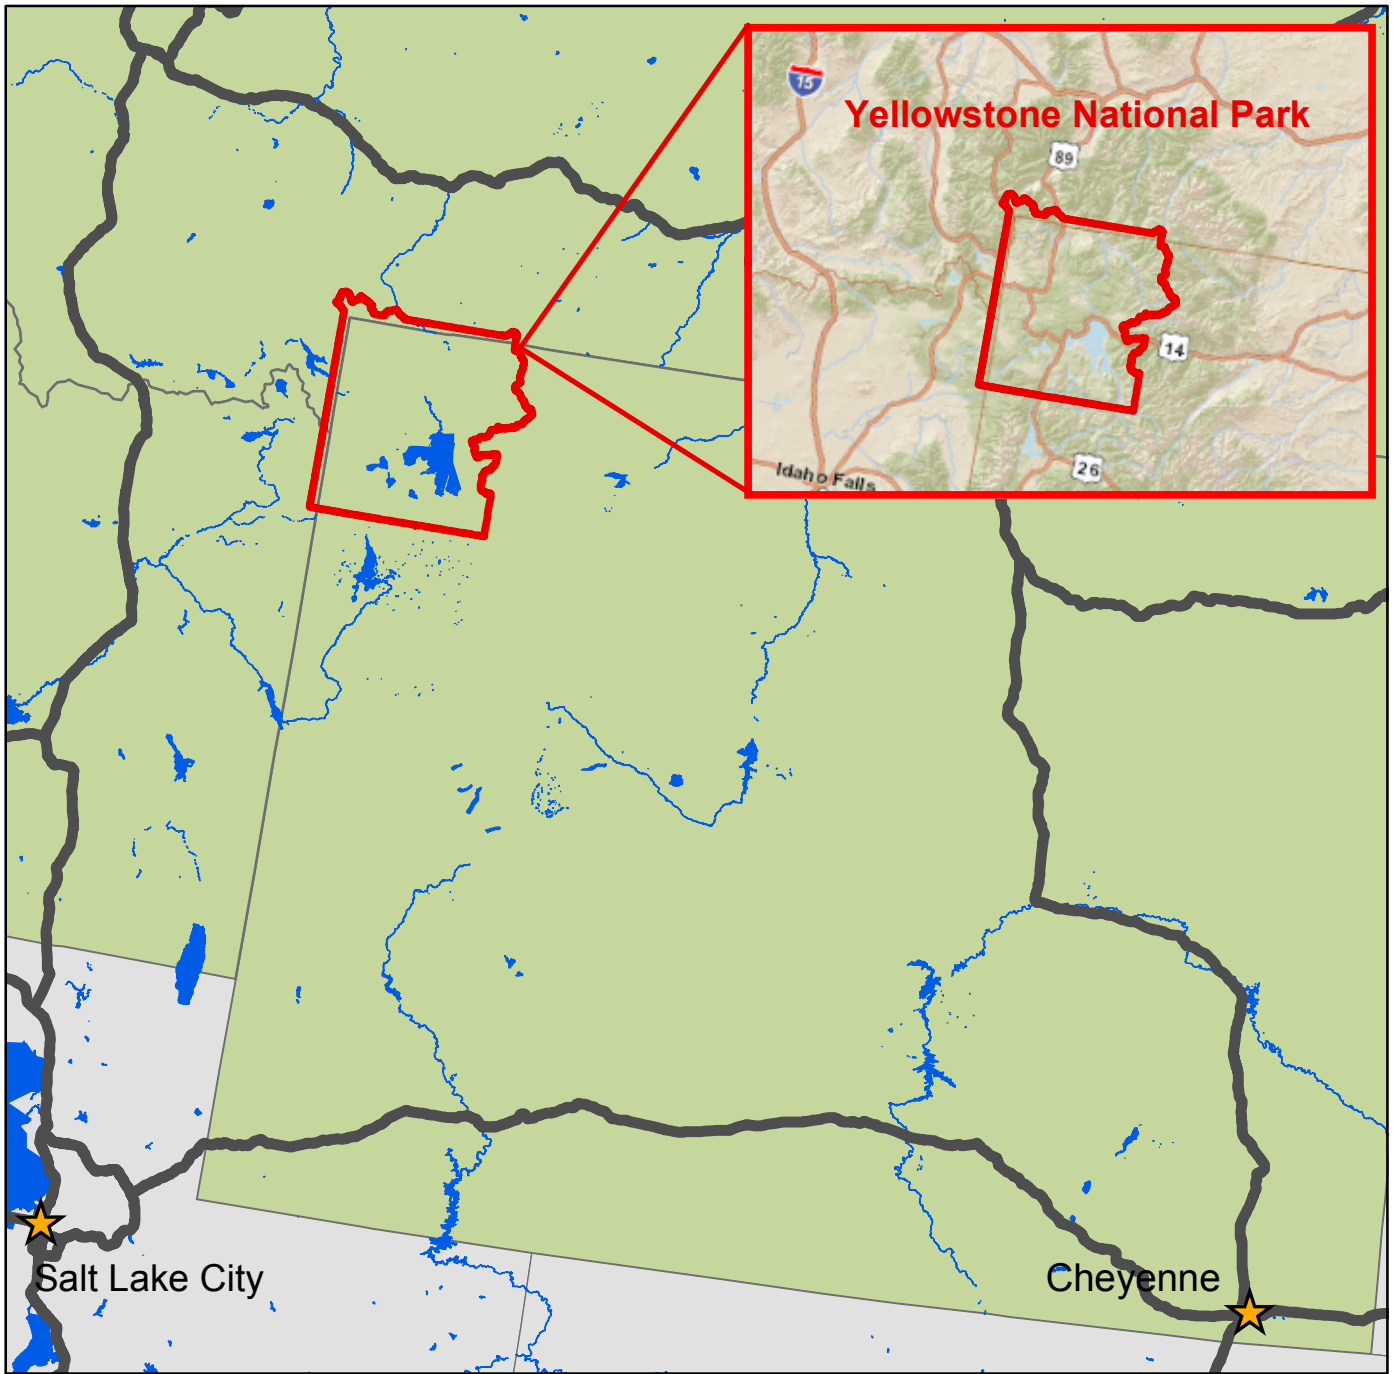 15
Yellowstone National Park
89
14
26
Idaho Falls
Salt Lake City
Cheyenne